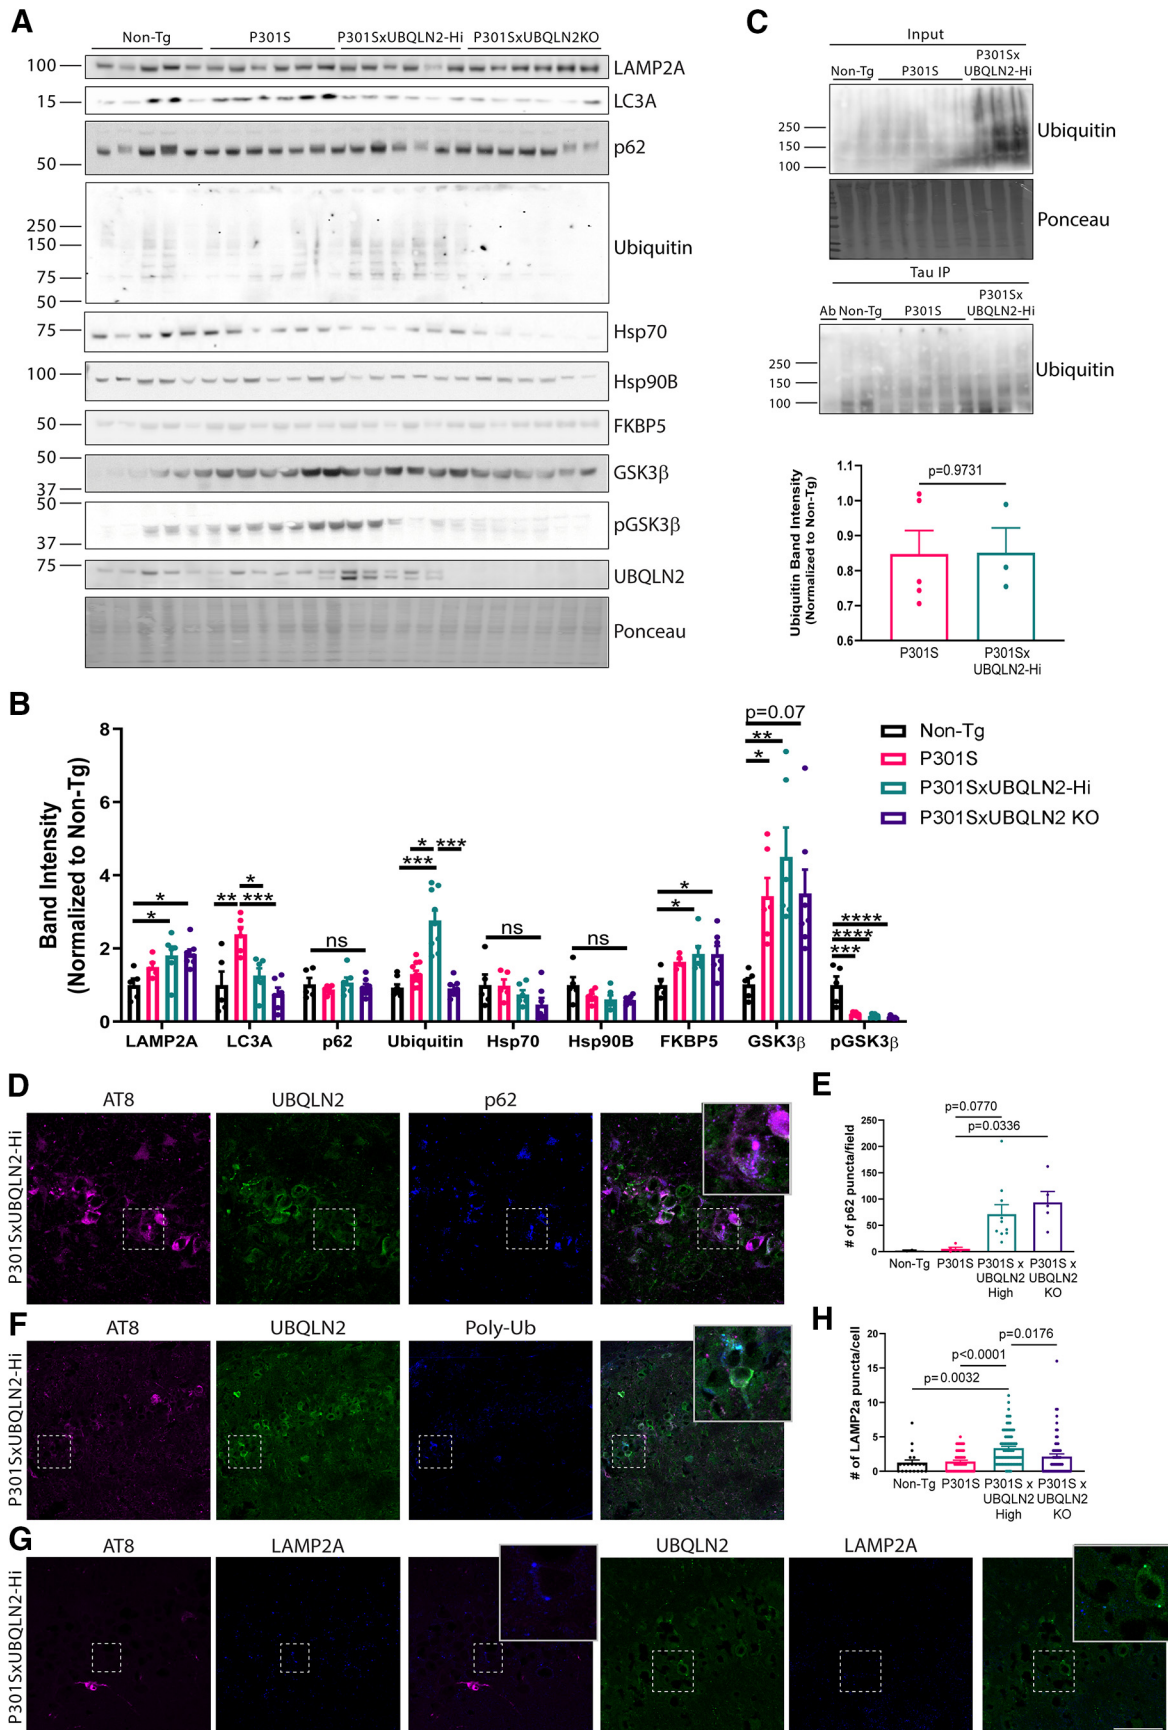 A
Non-Tg P301S P301SxUBQLN2-Hi P301SxUBQLN2KO
100 LAMP2A
15 LC3A
p62
50
250
150 Ubiquitin
75
50
75 Hsp70
100 Hsp90B
50 FKBP5
50
GSK3β
37
50
pGSK3β
37
75
UBQLN2
Ponceau
C
Input
Non-Tg P301S P301Sx
UBQLN2-Hi
250 Ubiquitin
150
100
Ponceau
Tau IP
Ab Non-Tg P301S P301Sx
UBQLN2-Hi
250
150 Ubiquitin
100
Ubiquitin Band Intensity
(Normalized to Non-Tg)
1.1
1.0
0.9
0.8
0.7
0.6
p=0.9731
P301S P301Sx
UBQLN2-Hi
B
Band Intensity
(Normalized to Non-Tg)
8
6
4
2
0
* *
** * ***
ns
*** * ***
ns
ns
* *
p=0.07
**
*
****
****
***
Non-Tg
P301S
P301SxUBQLN2-Hi
P301SxUBQLN2 KO
LAMP2A LC3A p62 Ubiquitin Hsp70 Hsp90B FKBP5 GSK3β pGSK3β
D
AT8 UBQLN2 p62
P301SxUBQLN2-Hi
E
# of p62 puncta/field
250
200
150
100
50
0
p=0.0770
p=0.0336
Non-Tg P301S P301S x P301S x
UBQLN2 UBQLN2
High KO
F
AT8 UBQLN2 Poly-Ub
P301SxUBQLN2-Hi
H
# of LAMP2a puncta/cell
20
15
10
5
0
p=0.0176
p<0.0001
p=0.0032
Non-Tg P301S P301S x P301S x
UBQLN2 UBQLN2
High KO
G
AT8 LAMP2A UBQLN2 LAMP2A
P301SxUBQLN2-Hi